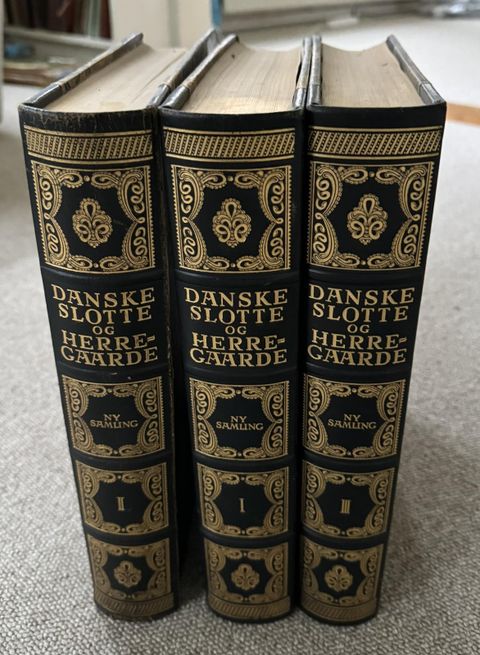 DANSKE
SLOTTE
OG
HERRE=
GAARDE
NY
SAMLING
II
DANSKE
SLOTTE
OG
HERRE=
GAARDE
NY
SAMLING
I
DANSKE
SLOTTE
OG
HERRE=
GAARDE
NY
SAMLING
III